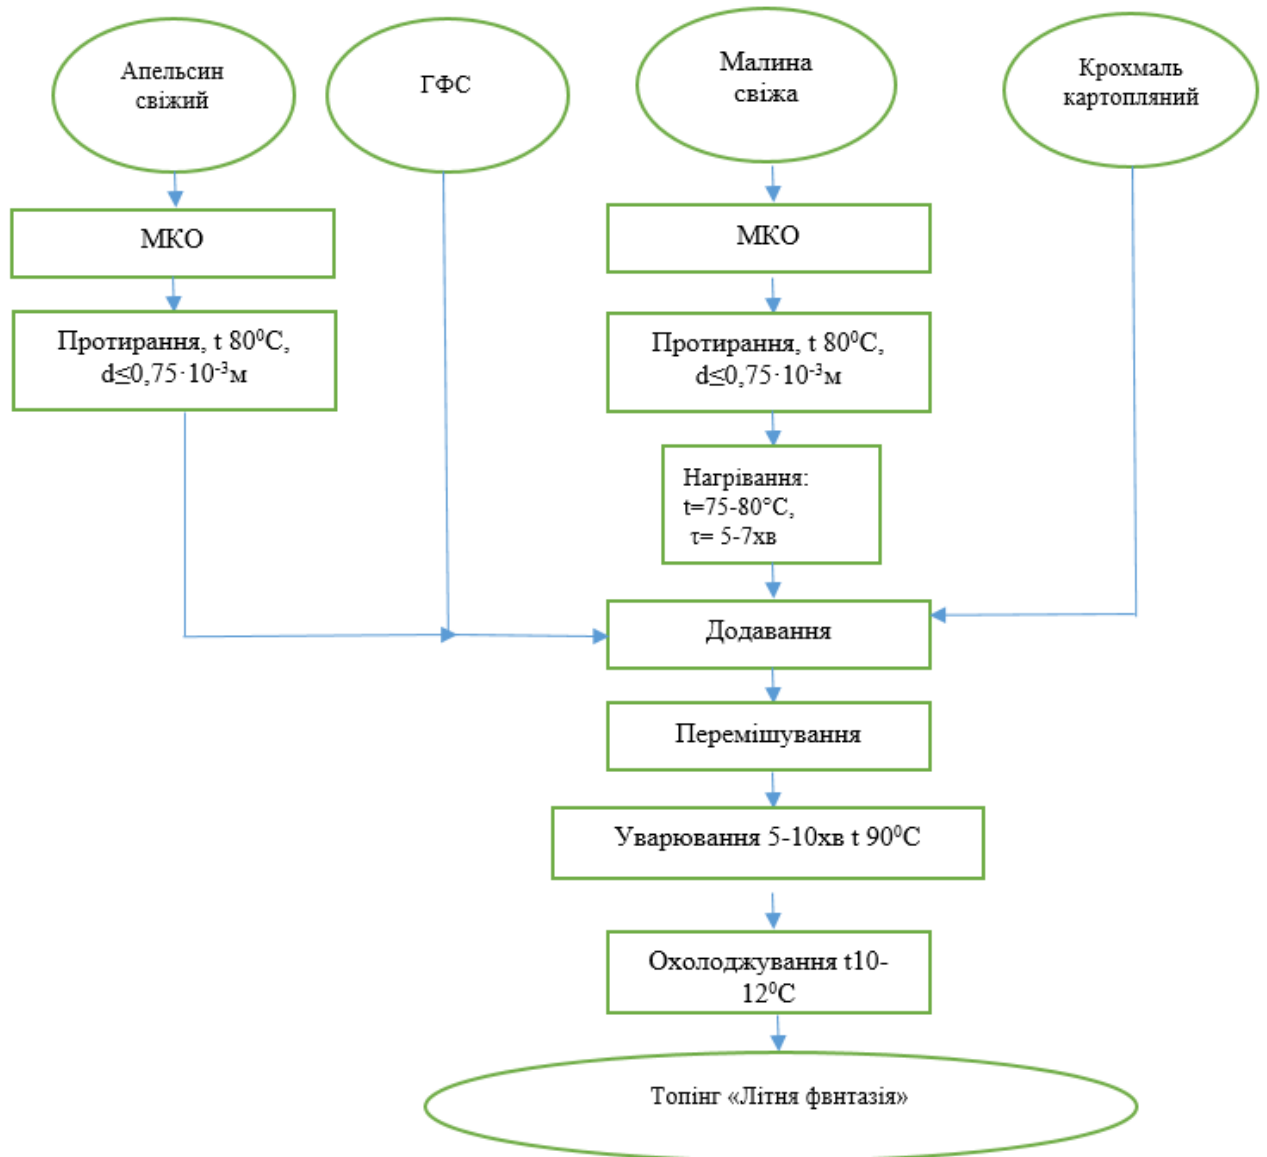 Апельсин
свіжий
ГФС
Малина
свіжа
Крохмаль
картопляний
МКО
МКО
Протирання, t 80⁰С,
d≤0,75·10⁻³м
Протирання, t 80⁰С,
d≤0,75·10⁻³м
Нагрівання:
t=75-80°С,
τ= 5-7хв
Додавання
Перемішування
Уварювання 5-10хв t 90⁰С
Охолоджування t10-
12⁰С
Топінг «Літня фвнтазія»